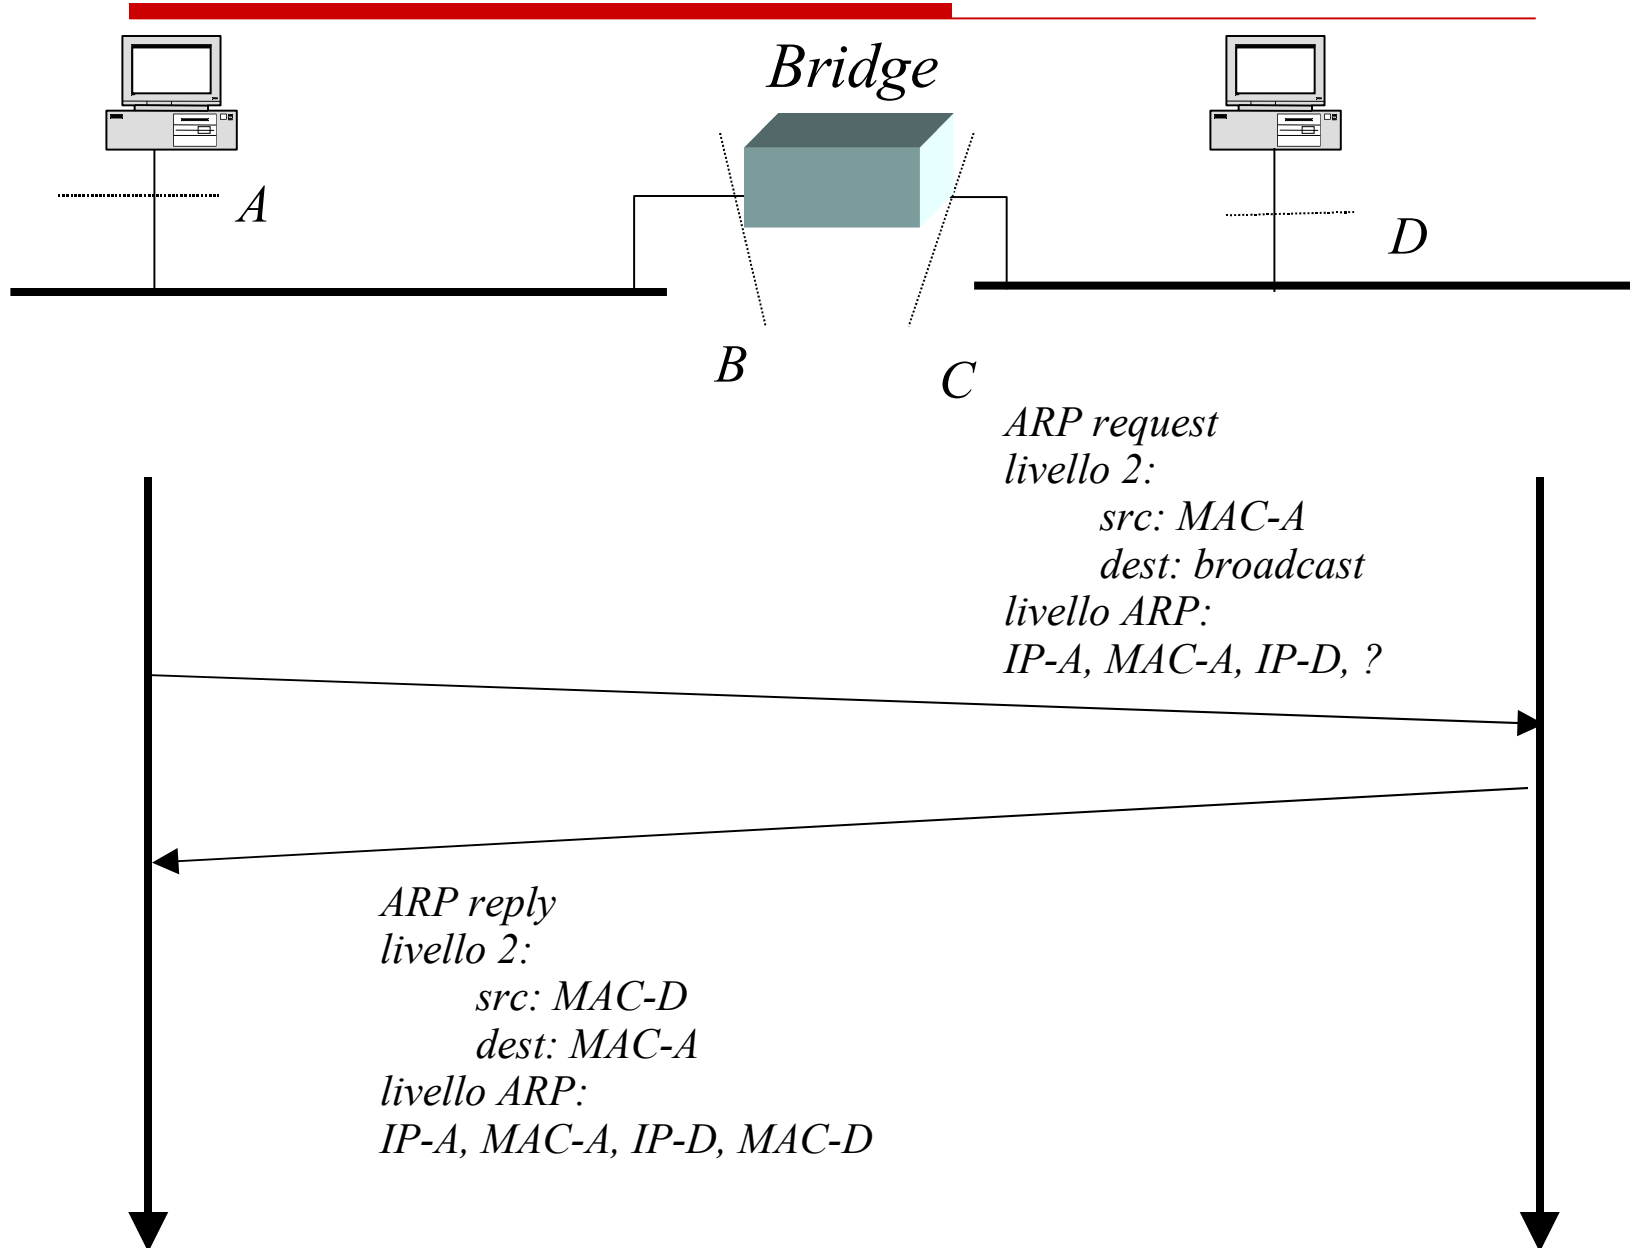 Bridge
A
D
B
C
ARP request
livello 2:
src: MAC-A
dest: broadcast
livello ARP:
IP-A, MAC-A, IP-D, ?
ARP reply
livello 2:
src: MAC-D
dest: MAC-A
livello ARP:
IP-A, MAC-A, IP-D, MAC-D